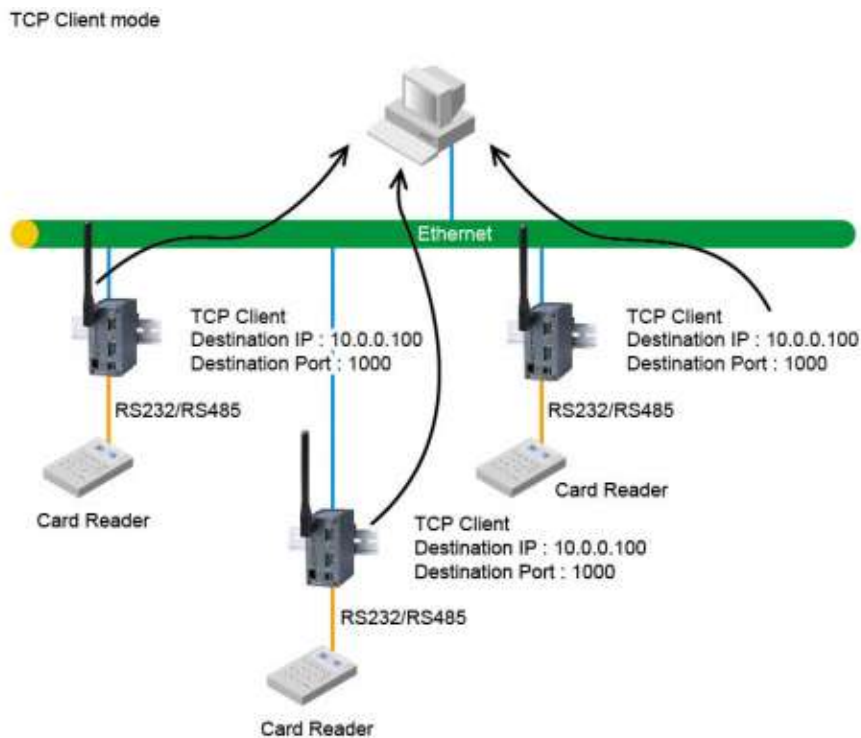 TCP Client mode
Ethernet
TCP Client
Destination IP : 10.0.0.100
Destination Port : 1000
RS232/RS485
Card Reader
TCP Client
Destination IP : 10.0.0.100
Destination Port : 1000
RS232/RS485
Card Reader
TCP Client
Destination IP : 10.0.0.100
Destination Port : 1000
RS232/RS485
Card Reader